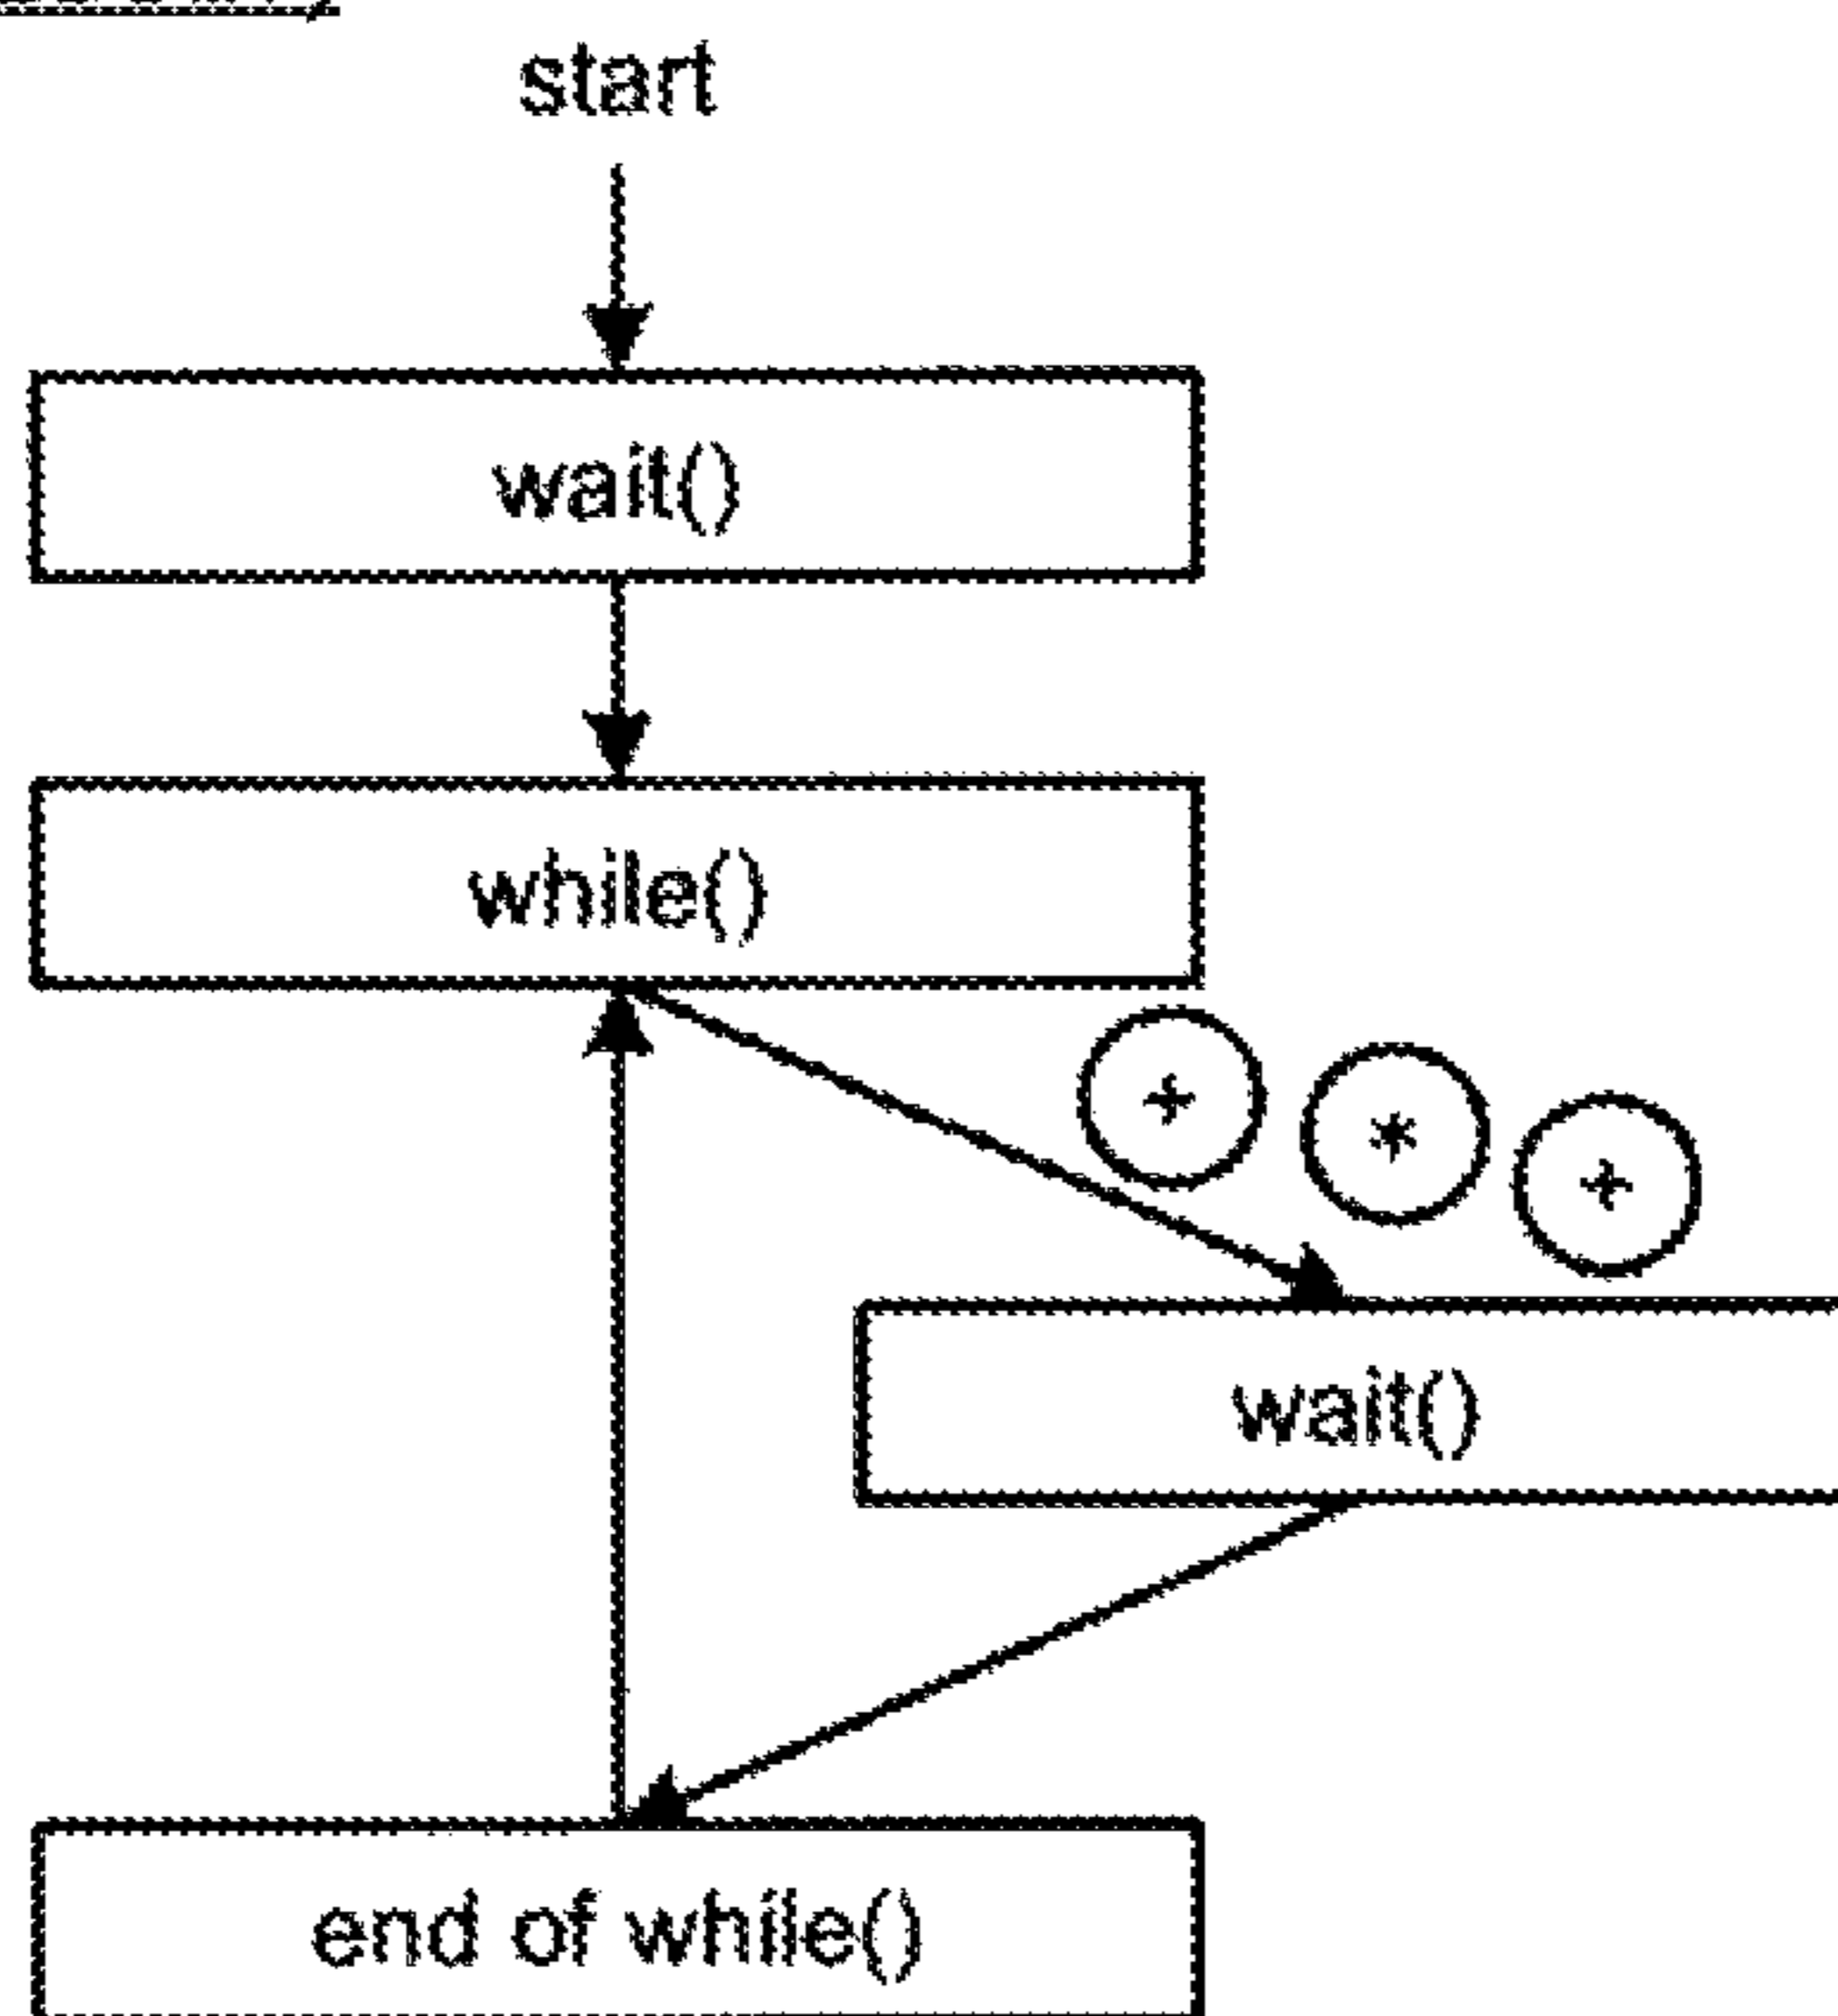 start
wait()
while()
+ * +
wait()
end of while()